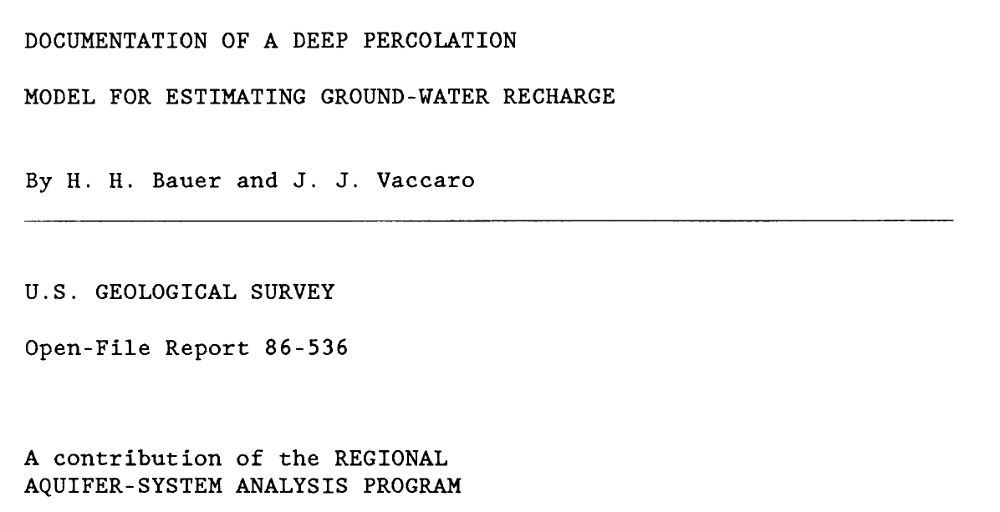 DOCUMENTATION OF A DEEP PERCOLATION
MODEL FOR ESTIMATING GROUND-WATER RECHARGE
By H. H. Bauer and J. J. Vaccaro
U.S. GEOLOGICAL SURVEY
Open-File Report 86-536
A contribution of the REGIONAL
AQUIFER-SYSTEM ANALYSIS PROGRAM